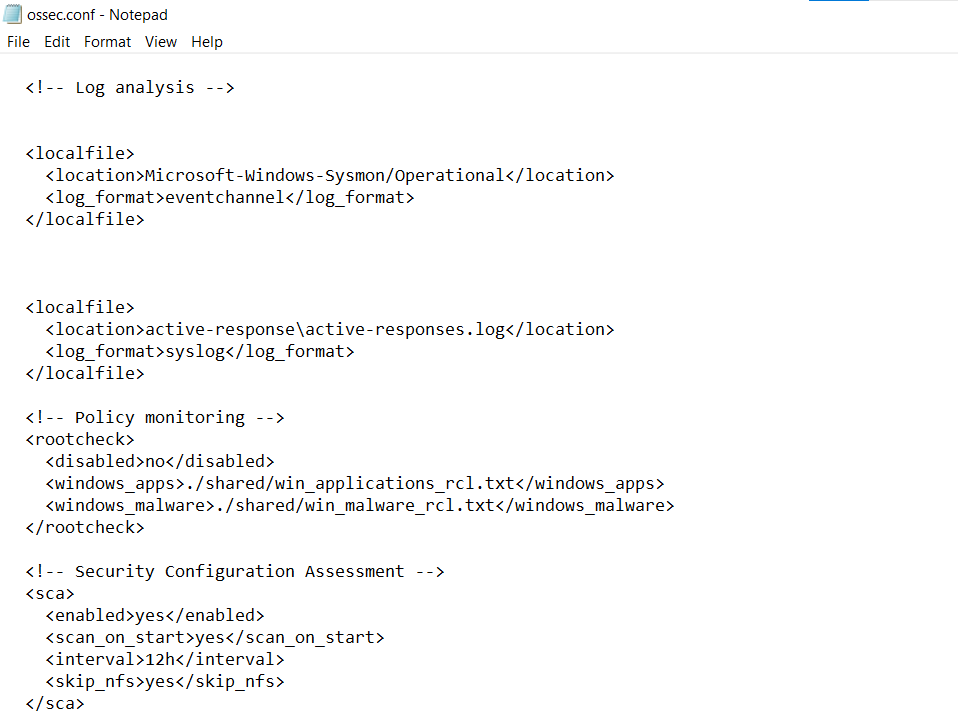 ossec.conf - Notepad
File Edit Format View Help
<!-- Log analysis -->
<localfile>
<location>Microsoft-Windows-Sysmon/Operational</location>
<log_format>eventchannel</log_format>
</localfile>
<localfile>
<location>active-response\active-responses.log</location>
<log_format>syslog</log_format>
</localfile>
<!-- Policy monitoring -->
<rootcheck>
<disabled>no</disabled>
<windows_apps>./shared/win_applications_rcl.txt</windows_apps>
<windows_malware>./shared/win_malware_rcl.txt</windows_malware>
</rootcheck>
<!-- Security Configuration Assessment -->
<sca>
<enabled>yes</enabled>
<scan_on_start>yes</scan_on_start>
<interval>12h</interval>
<skip_nfs>yes</skip_nfs>
</sca>